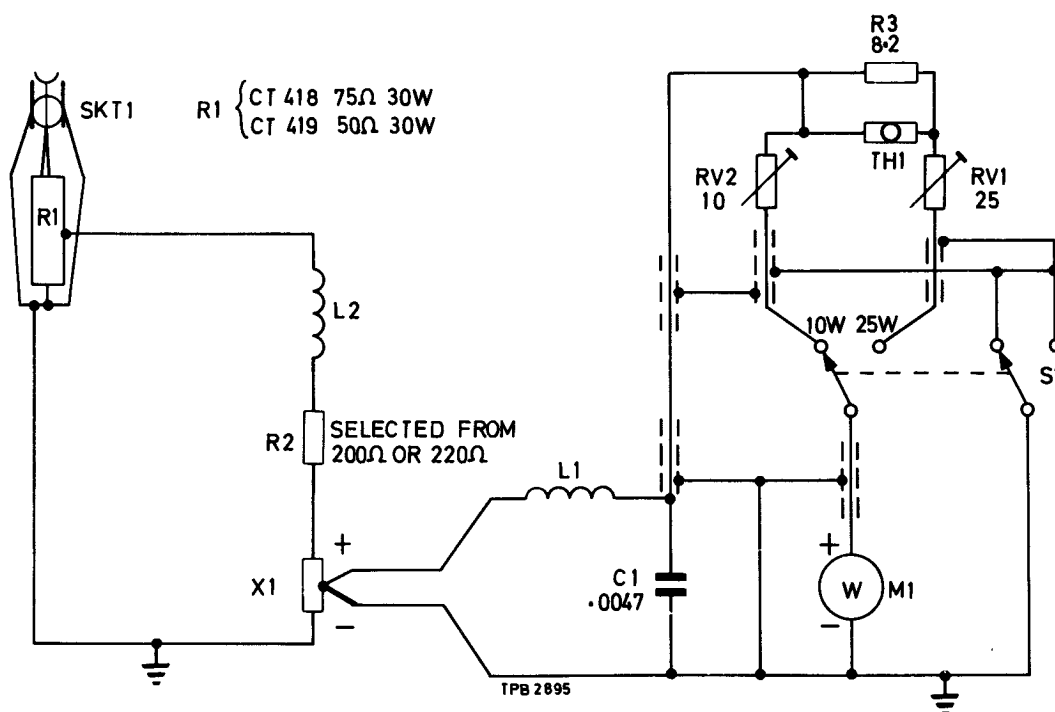 R3
8·2
SKT1
R1 { CT 418 75Ω 30W
CT 419 50Ω 30W
TH1
RV2
10
RV1
25
R1
L2
10W 25W
R2
SELECTED FROM
200Ω OR 220Ω
L1
+
X1
-
C1
·0047
+
W M1
-
TPB 2895